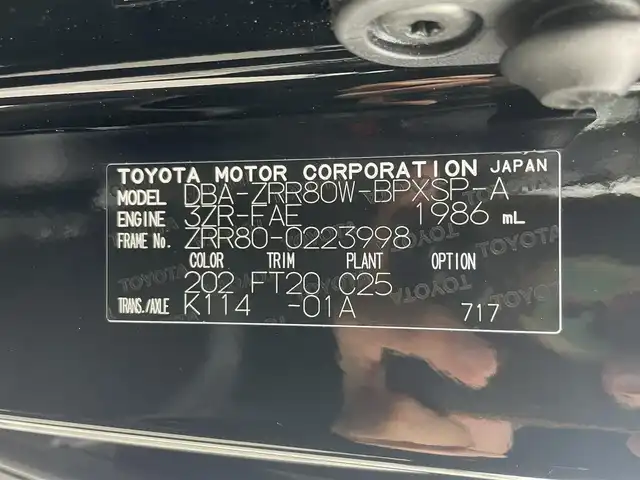 TOYOTA MOTOR CORPORATION JAPAN
MODEL DBA-ZRR80W-BPXSP-A
ENGINE 3ZR-FAE 1986 mL
FRAME No. ZRR80-0223998
COLOR TRIM PLANT OPTION
202 FT20 C25
TRANS./AXLE K114 -01A 717